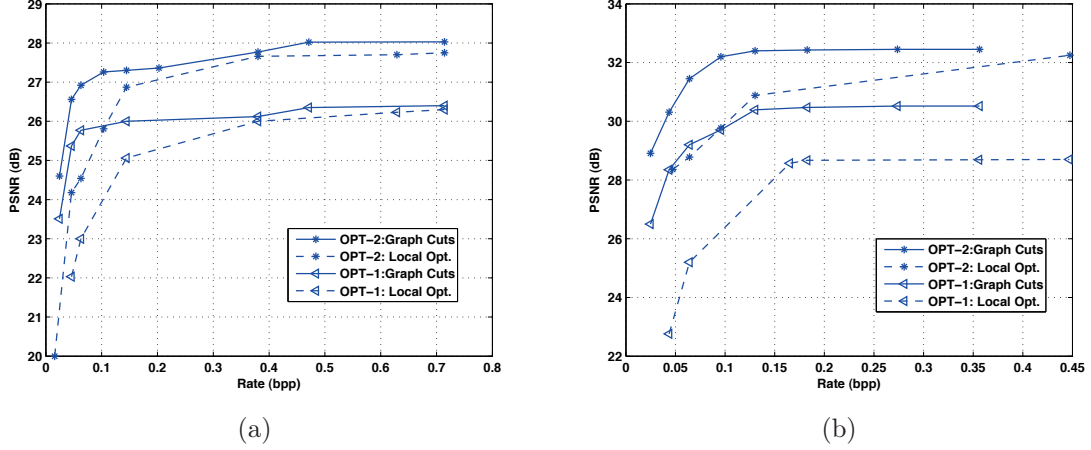 29
28
27
26
25
24
23
22
21
20
PSNR (dB)
0
0.1
0.2
0.3
0.4
0.5
0.6
0.7
0.8
Rate (bpp)
OPT−2:Graph Cuts
OPT−2: Local Opt.
OPT−1:Graph Cuts
OPT−1: Local Opt.
(a)
34
32
30
28
26
24
22
PSNR (dB)
0
0.05
0.1
0.15
0.2
0.25
0.3
0.35
0.4
0.45
Rate (bpp)
OPT−2:Graph Cuts
OPT−2: Local Opt.
OPT−1:Graph Cuts
OPT−1: Local Opt.
(b)